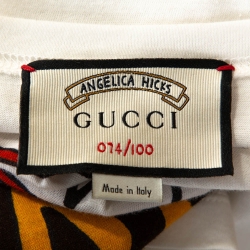 ANGELICA HICKS
GUCCI
074/100
Made in Italy